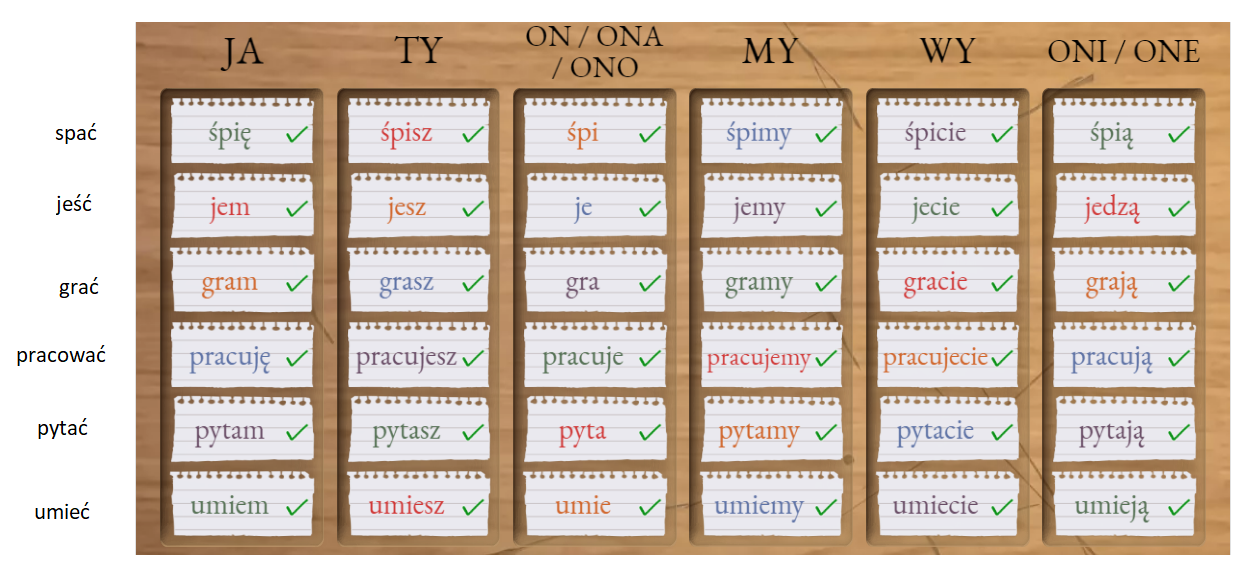 JA TY ON / ONA / ONO MY WY ONI / ONE
spać śpię śpisz śpi śpimy śpicie śpią
jeść jem jesz je jemy jecie jedzą
grać gram grasz gra gramy gracie grają
pracować pracuję pracujesz pracuje pracujemy pracujecie pracują
pytać pytam pytasz pyta pytamy pytacie pytają
umieć umiem umiesz umie umiemy umiecie umieją